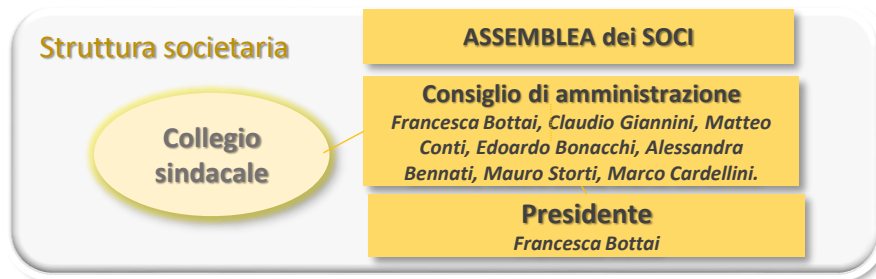 Struttura societaria
ASSEMBLEA dei SOCI
Consiglio di amministrazione
Francesca Bottai, Claudio Giannini, Matteo
Conti, Edoardo Bonacchi, Alessandra
Bennati, Mauro Storti, Marco Cardellini.
Collegio
sindacale
Presidente
Francesca Bottai